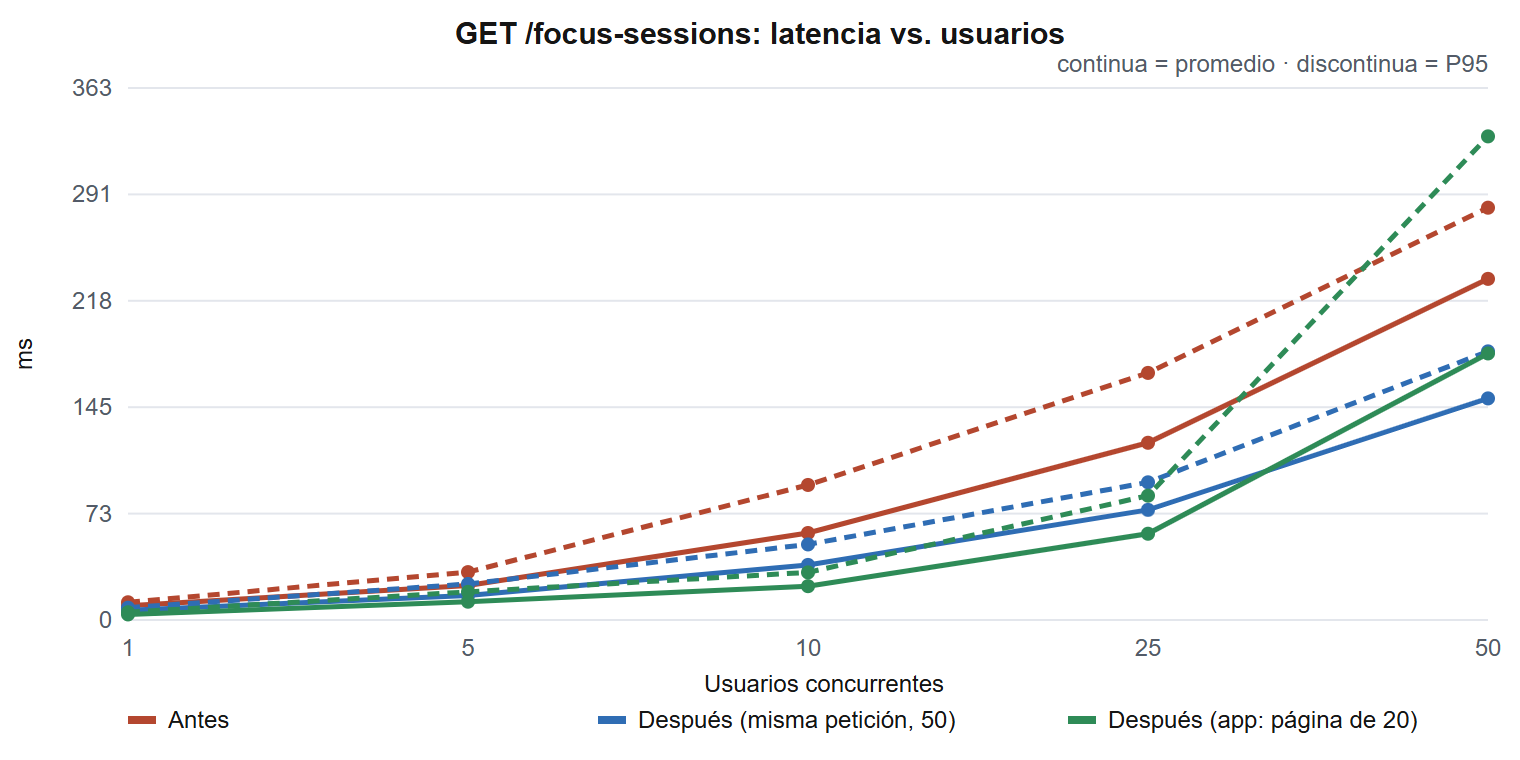 GET /focus-sessions: latencia vs. usuarios
continua = promedio · discontinua = P95
363
291
218
145
73
0
ms
1 5 10 25 50
Usuarios concurrentes
Antes Después (misma petición, 50) Después (app: página de 20)